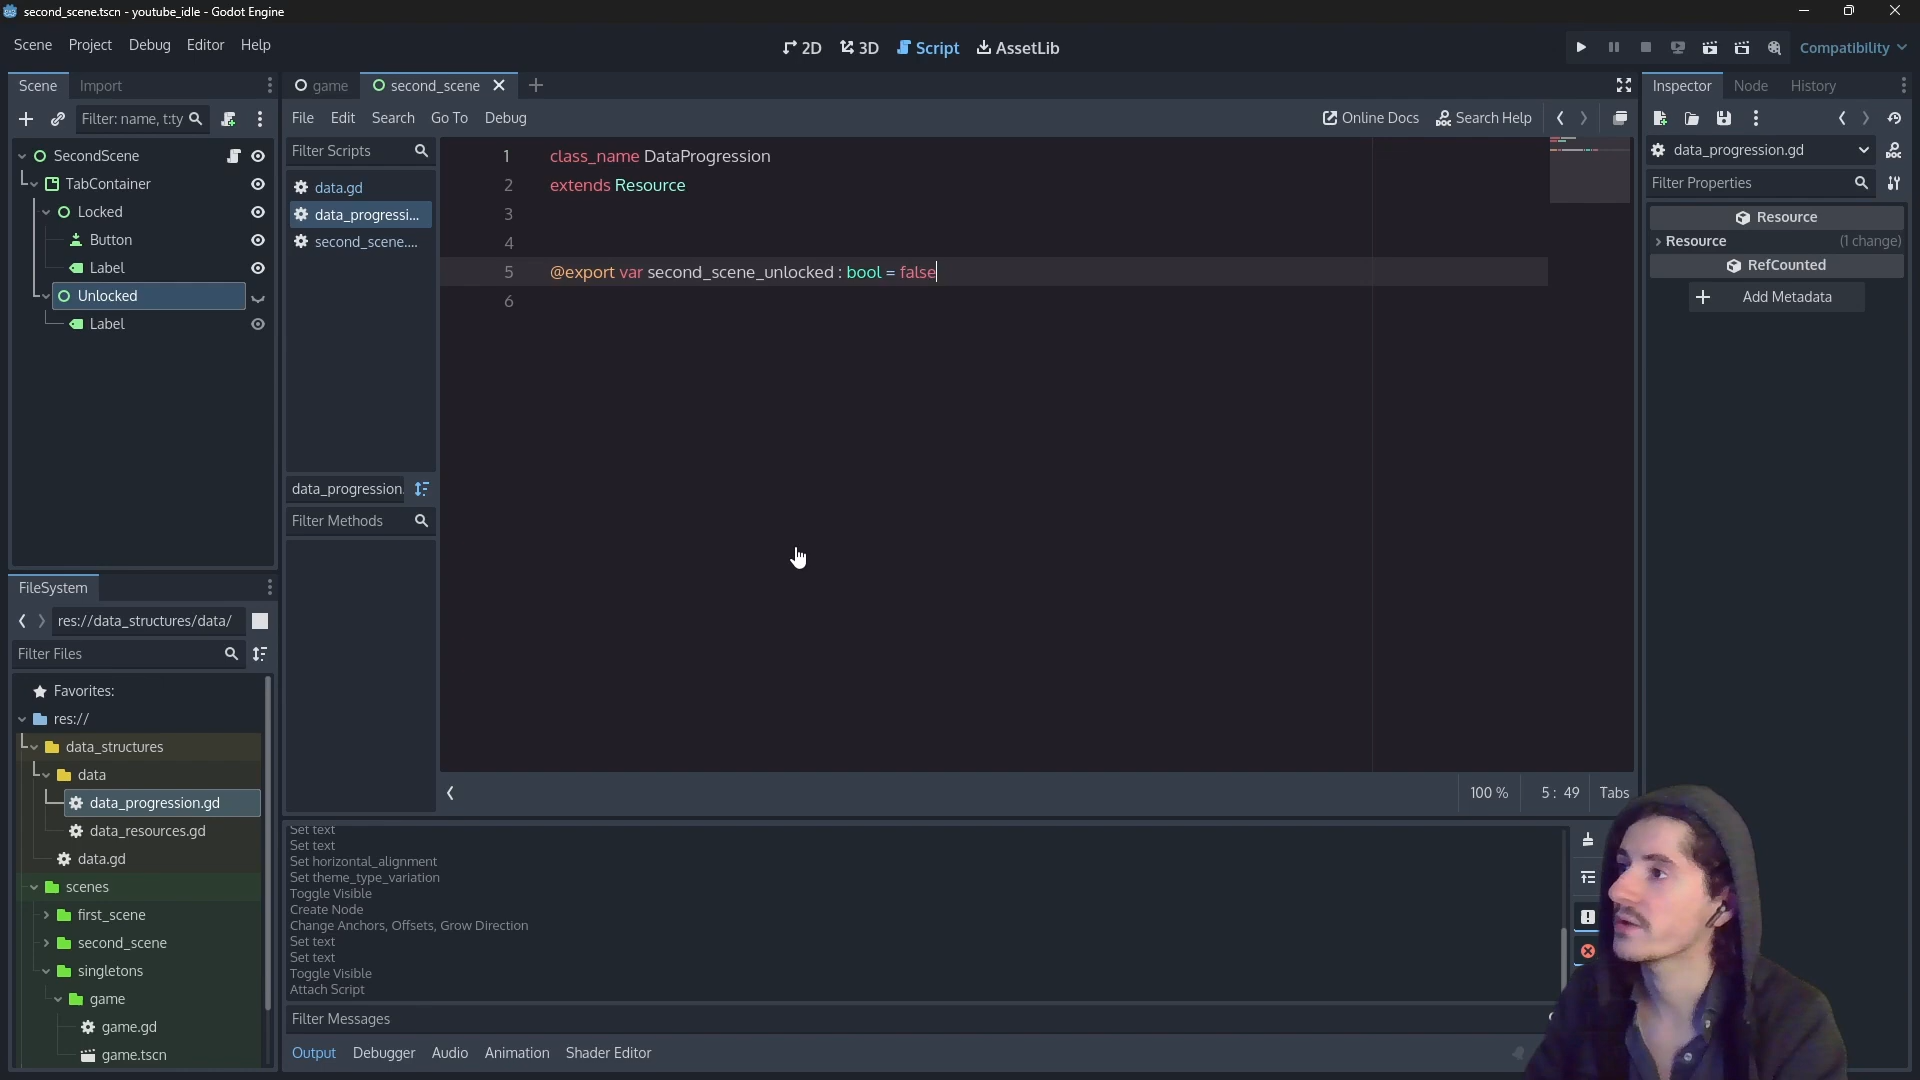 second_scene.tscn - youtube_idle - Godot Engine
Scene Project Debug Editor Help
2D 3D Script AssetLib
Compatibility
Scene Import
game second_scene
Inspector Node History
Filter: name, t:ty
File Edit Search Go To Debug
Online Docs Search Help
SecondScene
TabContainer
Locked
Button
Label
Unlocked
Label
Filter Scripts
data.gd
data_progressi...
second_scene....
data_progression.
Filter Methods
1 class_name DataProgression
2 extends Resource
3
4
5 @export var second_scene_unlocked : bool = false
6
100 % 5 : 49 Tabs
data_progression.gd
Filter Properties
Resource
Resource (1 change)
RefCounted
Add Metadata
FileSystem
res://data_structures/data/
Filter Files
Favorites:
res://
data_structures
data
data_progression.gd
data_resources.gd
data.gd
scenes
first_scene
second_scene
singletons
game
game.gd
game.tscn
Set text
Set text
Set horizontal_alignment
Set theme_type_variation
Toggle Visible
Create Node
Change Anchors, Offsets, Grow Direction
Set text
Set text
Toggle Visible
Attach Script
Filter Messages
Output Debugger Audio Animation Shader Editor